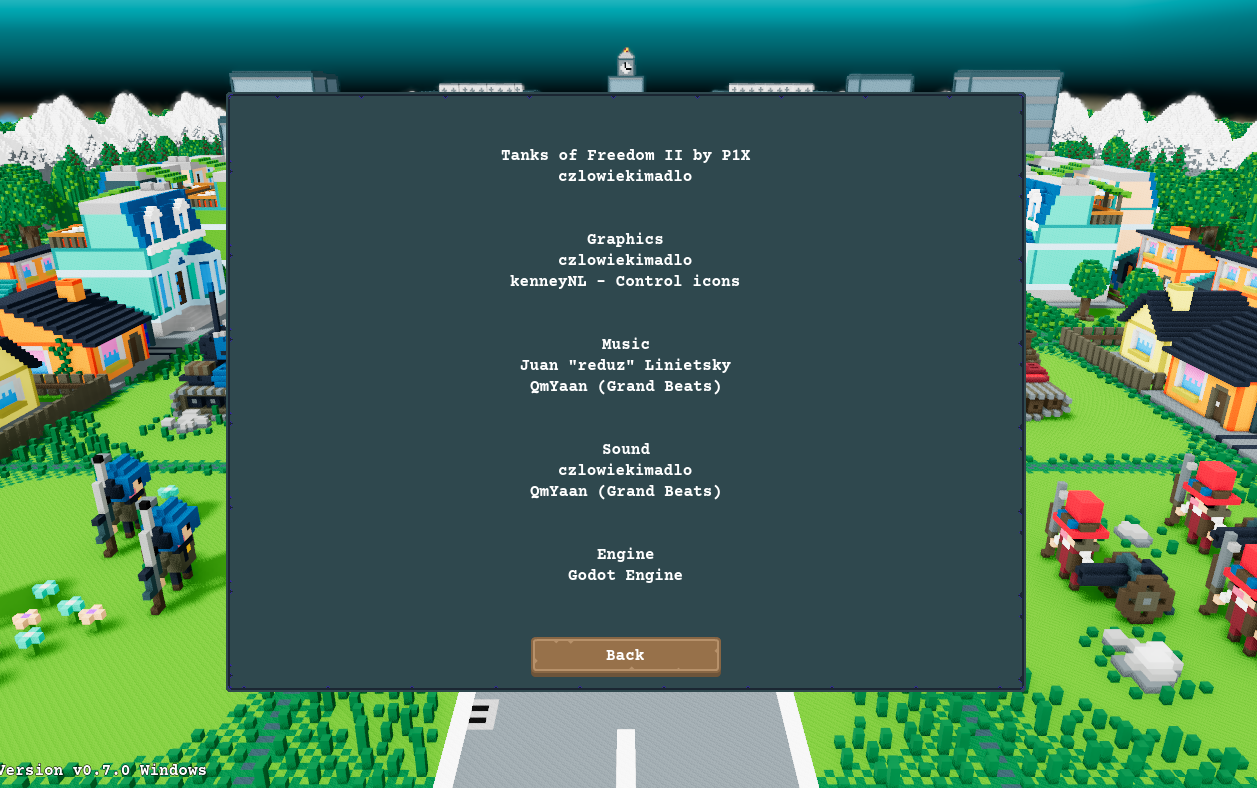 Tanks of Freedom II by P1X
czlowiekimadlo
Graphics
czlowiekimadlo
kenneyNL - Control icons
Music
Juan "reduz" Linietsky
QmYaan (Grand Beats)
Sound
czlowiekimadlo
QmYaan (Grand Beats)
Engine
Godot Engine
Back
Version v0.7.0 Windows